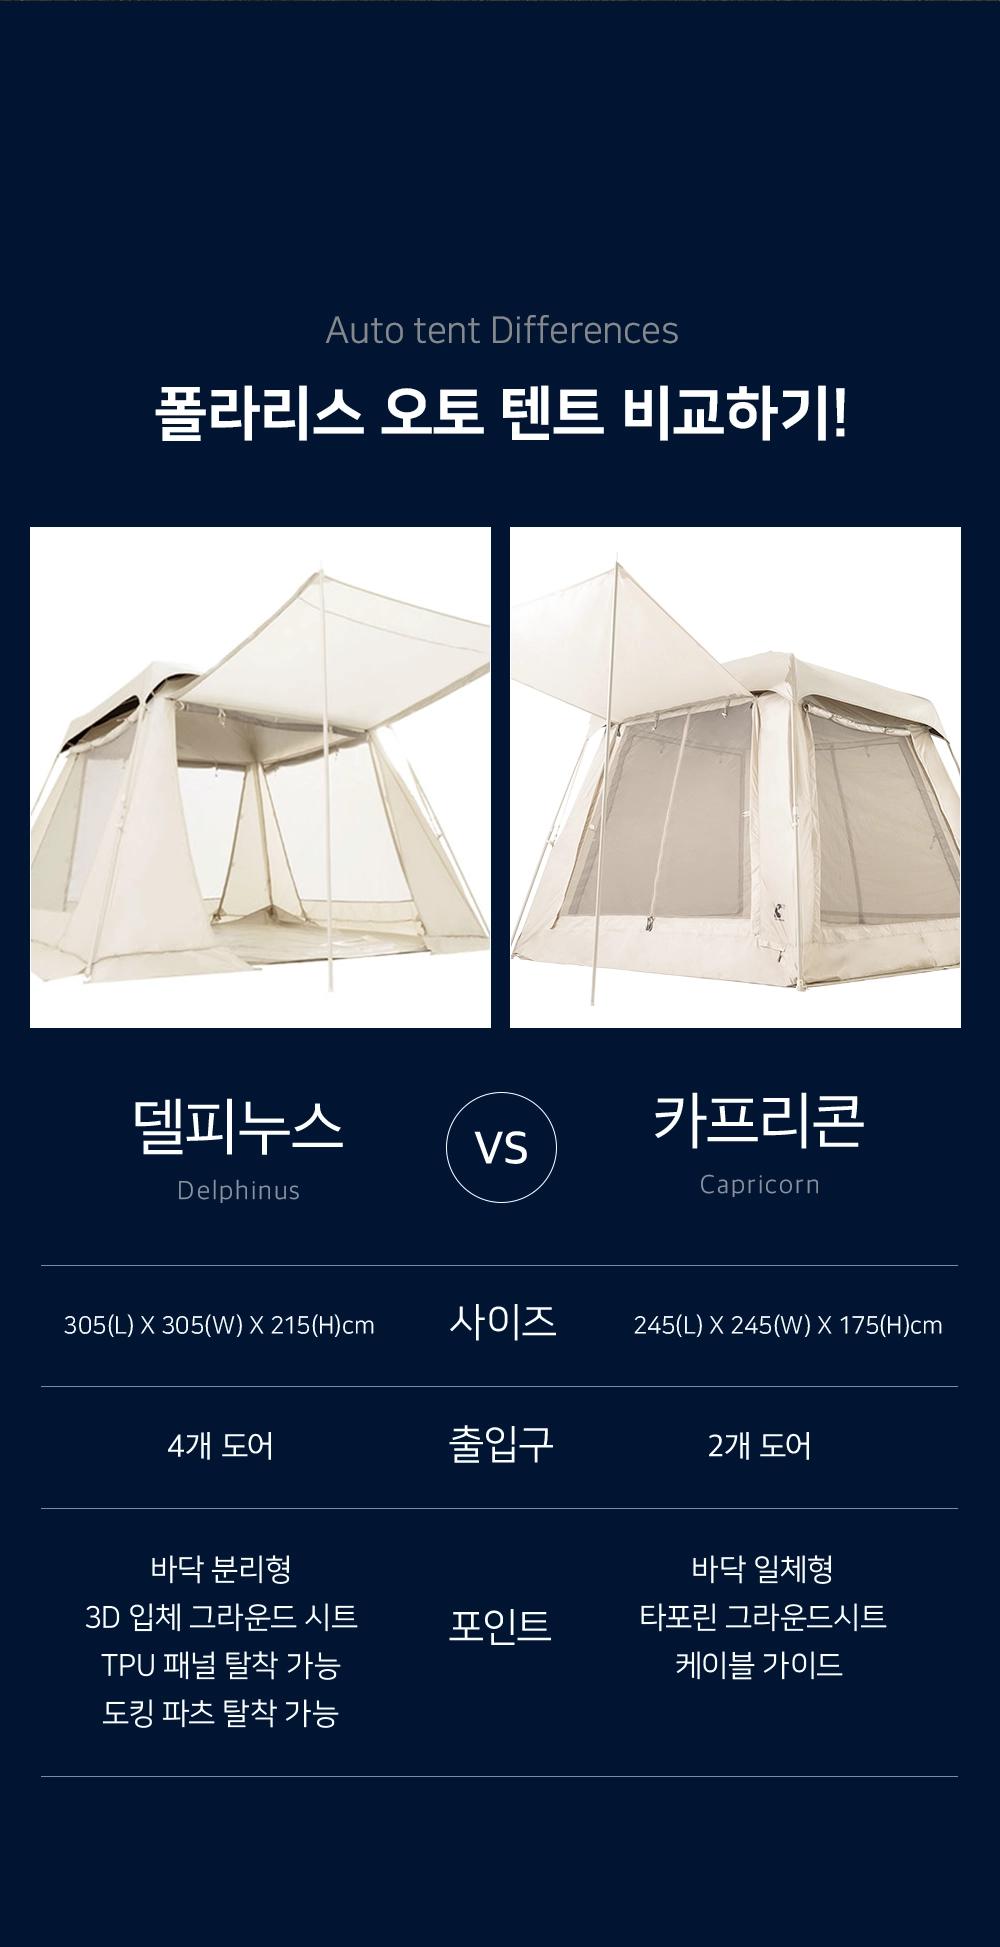 Auto tent Differences
폴라리스 오토 텐트 비교하기!
델피누스
Delphinus
VS
카프리콘
Capricorn
305(L) X 305(W) X 215(H)cm
사이즈
245(L) X 245(W) X 175(H)cm
4개 도어
출입구
2개 도어
바닥 분리형
3D 입체 그라운드 시트
TPU 패널 탈착 가능
도킹 파츠 탈착 가능
포인트
바닥 일체형
타포린 그라운드시트
케이블 가이드